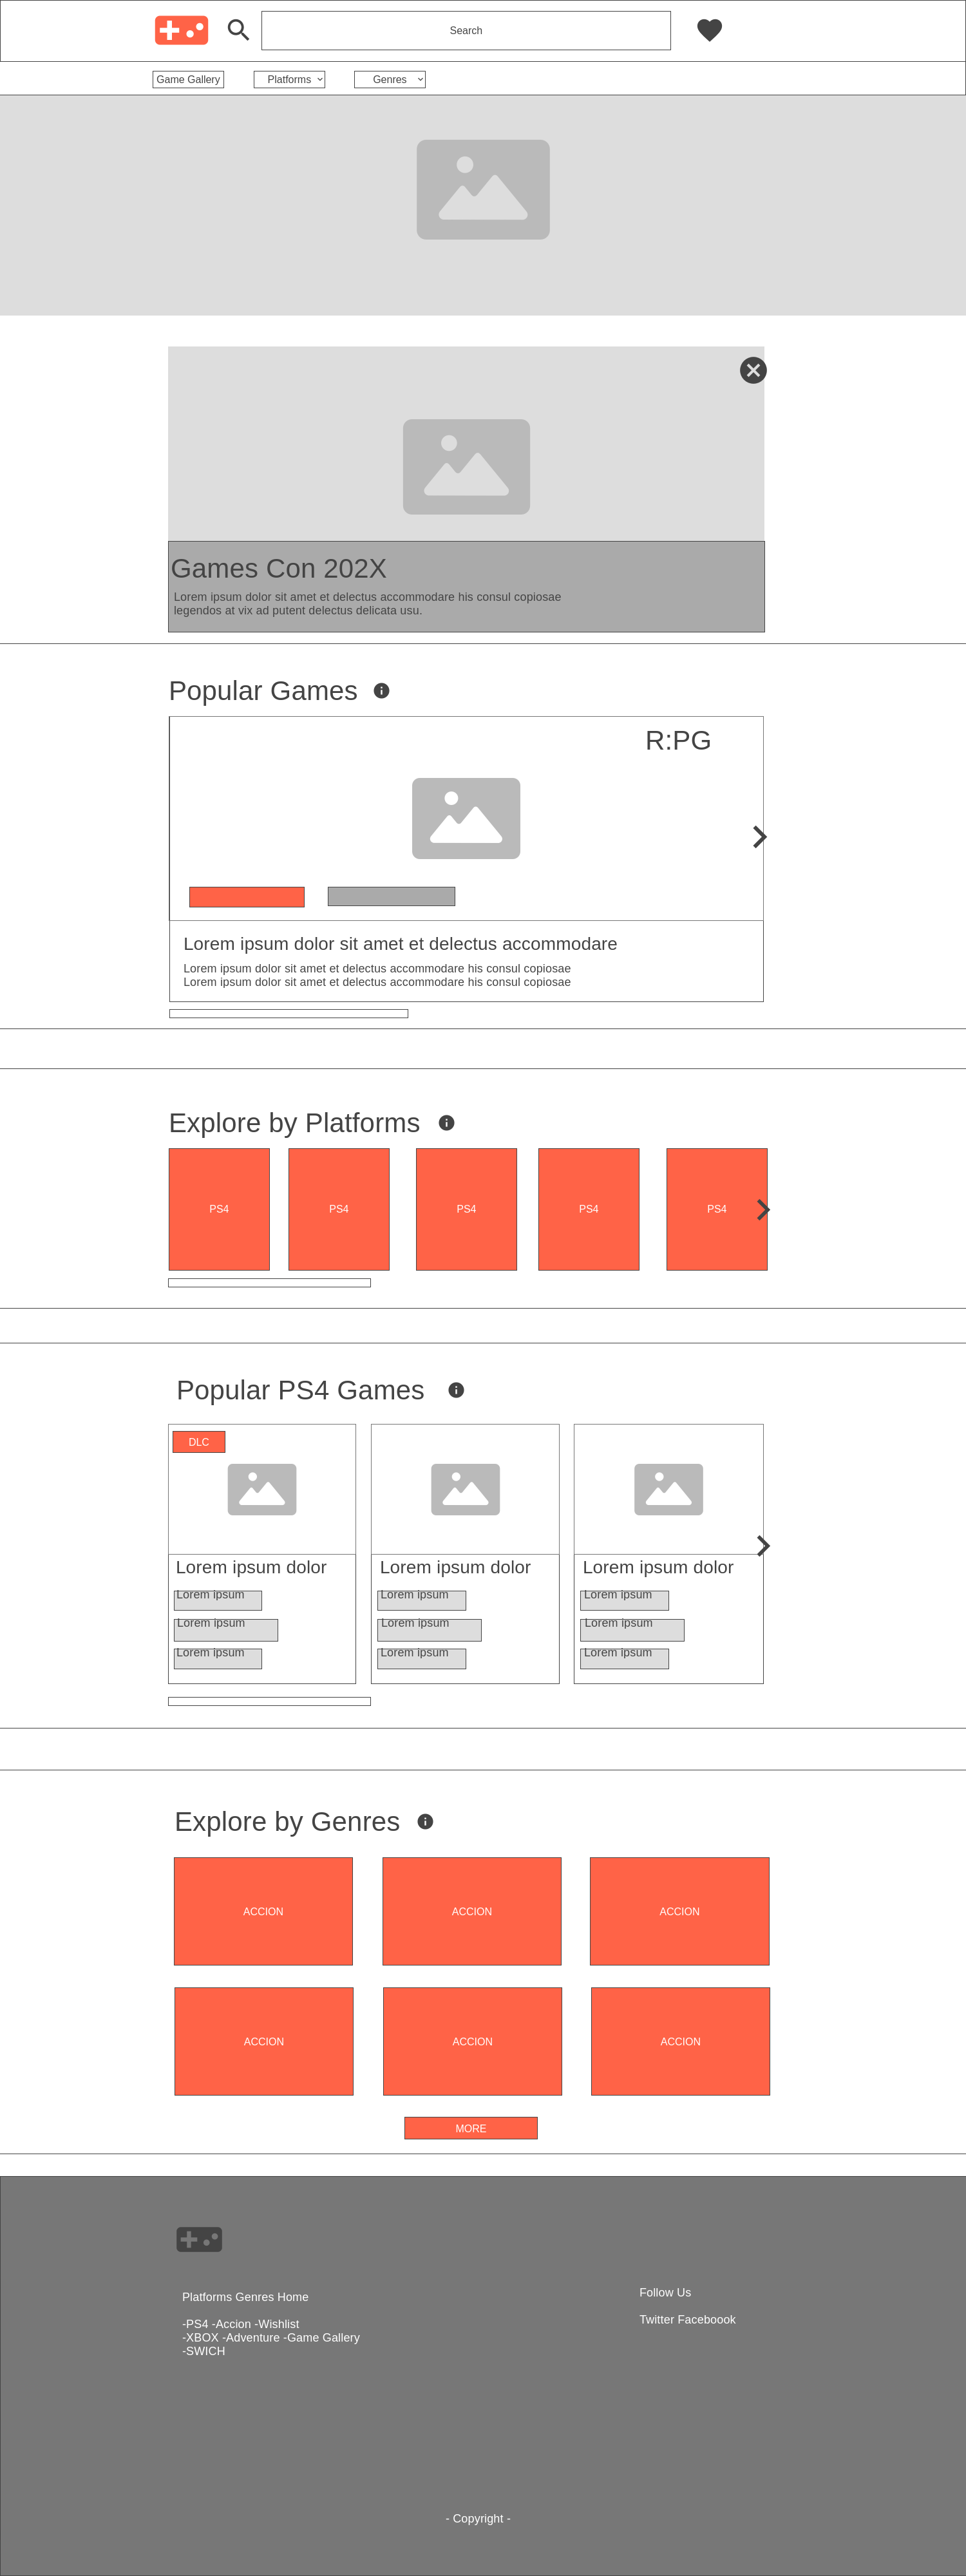 Search
Game Gallery
Platforms
Genres
Games Con 202X
Lorem ipsum dolor sit amet et delectus accommodare his consul copiosae
legendos at vix ad putent delectus delicata usu.
Popular Games
R:PG
Lorem ipsum dolor sit amet et delectus accommodare
Lorem ipsum dolor sit amet et delectus accommodare his consul copiosae
Lorem ipsum dolor sit amet et delectus accommodare his consul copiosae
Explore by Platforms
PS4
PS4
PS4
PS4
PS4
Popular PS4 Games
DLC
Lorem ipsum dolor
Lorem ipsum
Lorem ipsum
Lorem ipsum
Lorem ipsum dolor
Lorem ipsum
Lorem ipsum
Lorem ipsum
Lorem ipsum dolor
Lorem ipsum
Lorem ipsum
Lorem ipsum
Explore by Genres
ACCION
ACCION
ACCION
ACCION
ACCION
ACCION
MORE
Platforms Genres Home
-PS4 -Accion -Wishlist
-XBOX -Adventure -Game Gallery
-SWICH
Follow Us
Twitter Faceboook
- Copyright -